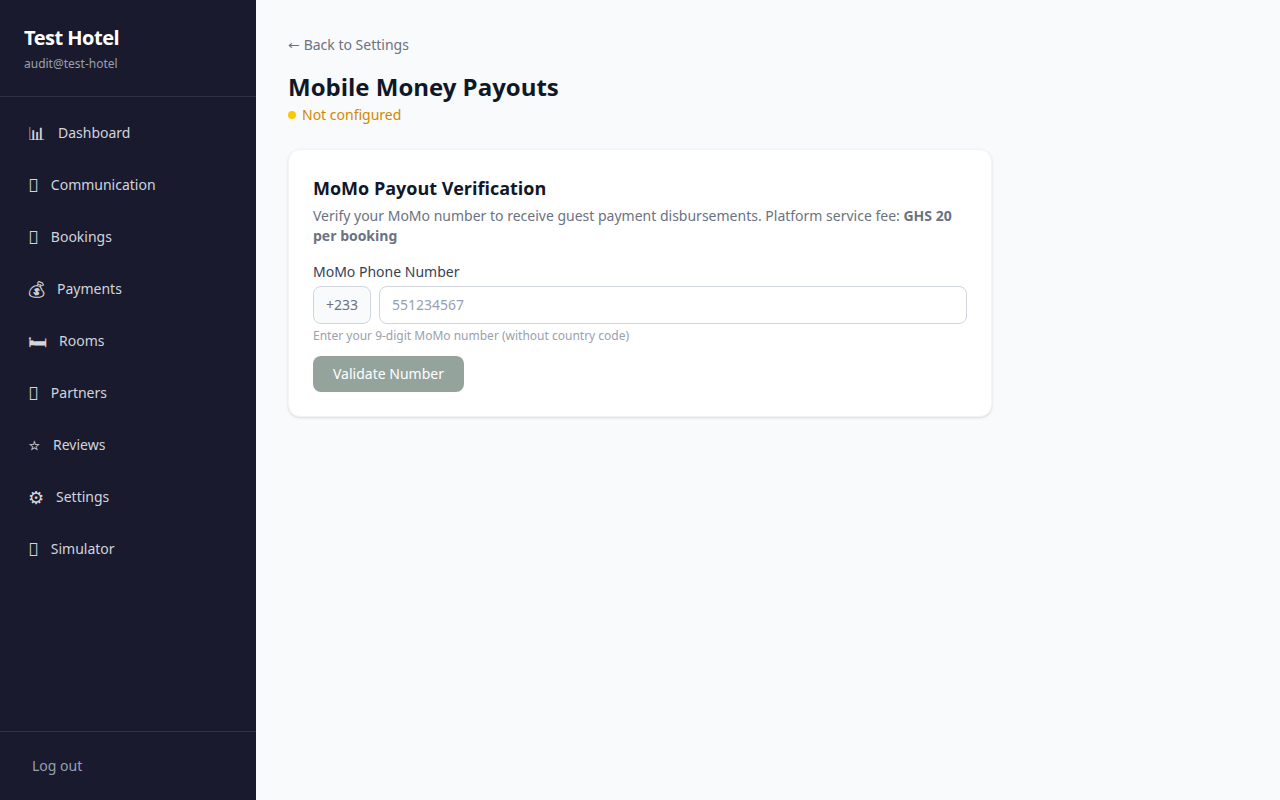 Test Hotel
audit@test-hotel
Dashboard
Communication
Bookings
Payments
Rooms
Partners
Reviews
Settings
Simulator
Log out
← Back to Settings
Mobile Money Payouts
Not configured
MoMo Payout Verification
Verify your MoMo number to receive guest payment disbursements. Platform service fee: GHS 20
per booking
MoMo Phone Number
+233 551234567
Enter your 9-digit MoMo number (without country code)
Validate Number